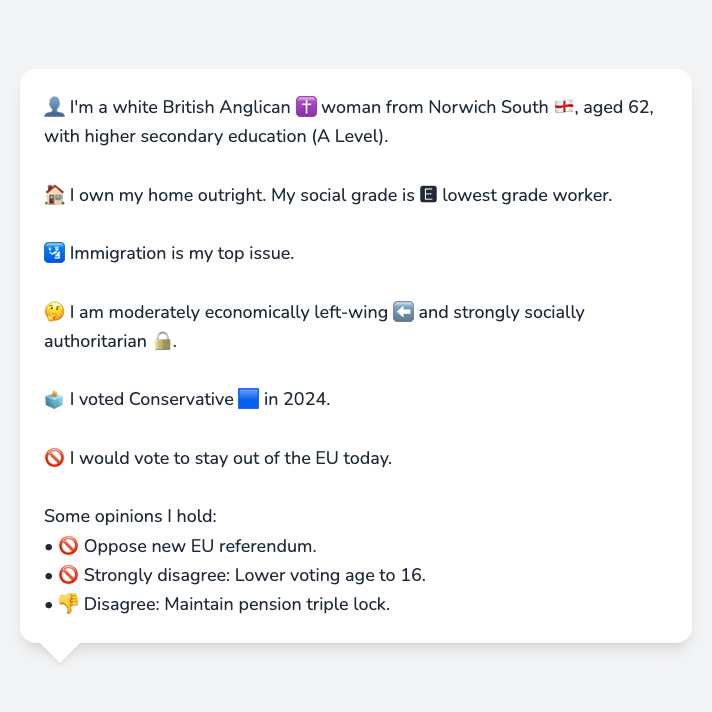 👤 I'm a white British Anglican ✝️ woman from Norwich South 🏴󠁧󠁢󠁥󠁮󠁧󠁿, aged 62,
with higher secondary education (A Level).
🏠 I own my home outright. My social grade is 🅴 lowest grade worker.
🛂 Immigration is my top issue.
🤔 I am moderately economically left-wing ⬅️ and strongly socially
authoritarian 🔒.
🗳️ I voted Conservative 🟦 in 2024.
🚫 I would vote to stay out of the EU today.
Some opinions I hold:
• 🚫 Oppose new EU referendum.
• 🚫 Strongly disagree: Lower voting age to 16.
• 👎 Disagree: Maintain pension triple lock.